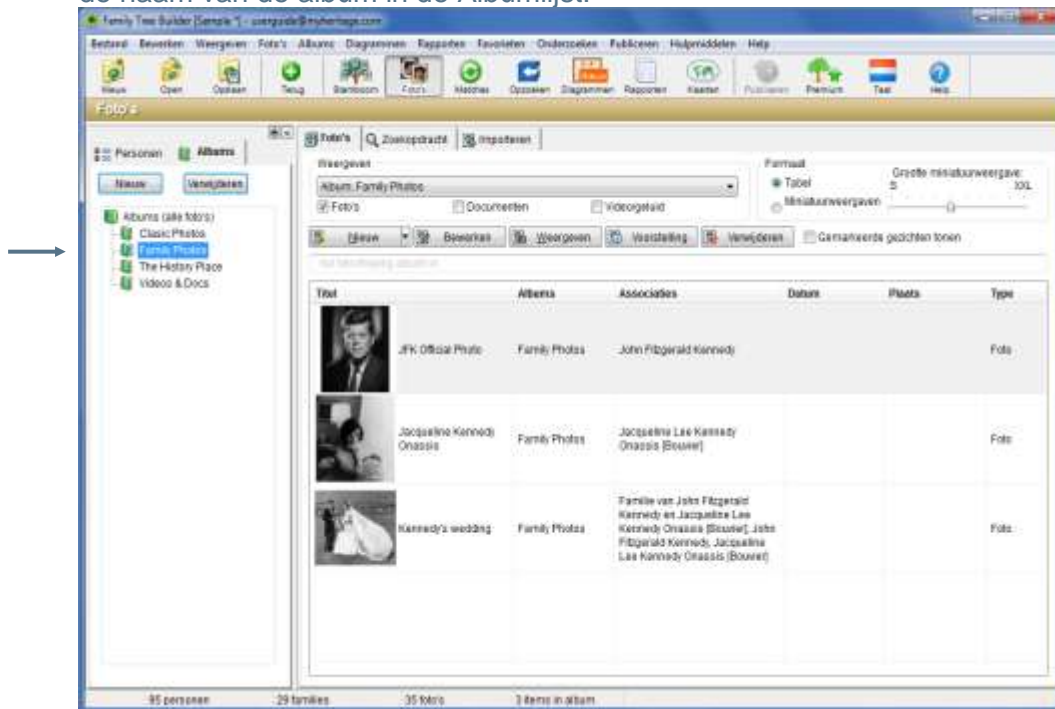 de naam van de album in de Albumlijst.
Family Tree Builder [Sample *] - userguide@myheritage.com
Bestand Bewerken Weergeven Foto's Albums Diagrammen Rapporten Favorieten Onderzoeken Publiceren Hulpmiddelen Help
Nieuw Open Opslaan Terug Stamboom Foto's Matches Opzoeken Diagrammen Rapporten Kaarten Publiceren Premium Taal Help
Foto's
Personen Albums
Foto's Zoekopdracht Importeren
Nieuw Verwijderen
Albums (alle foto's)
Clasic Photos
Family Photos
The History Place
Videos & Docs
Weergeven
Album: Family Photos
Foto's Documenten Videorgeluid
Formaat
Tabel
Miniatuurweergaven
Grootte miniatuurweergave:
S XXL
Nieuw Bewerken Weergeven Voorstelling Verwijderen Gemarkeerde gezichten tonen
Titel Albums Associaties Datum Plaats Type
JFK Official Photo Family Photos John Fitzgerald Kennedy Foto
Jacqueline Kennedy Onassis Family Photos Jacqueline Lee Kennedy Onassis [Bouvier] Foto
Kennedy's wedding Family Photos Familie van John Fitzgerald
Kennedy en Jacqueline Lee
Kennedy Onassis [Bouvier], John
Fitzgerald Kennedy, Jacqueline
Lee Kennedy Onassis [Bouvier] Foto
95 personen 29 families 35 foto's 3 items in album